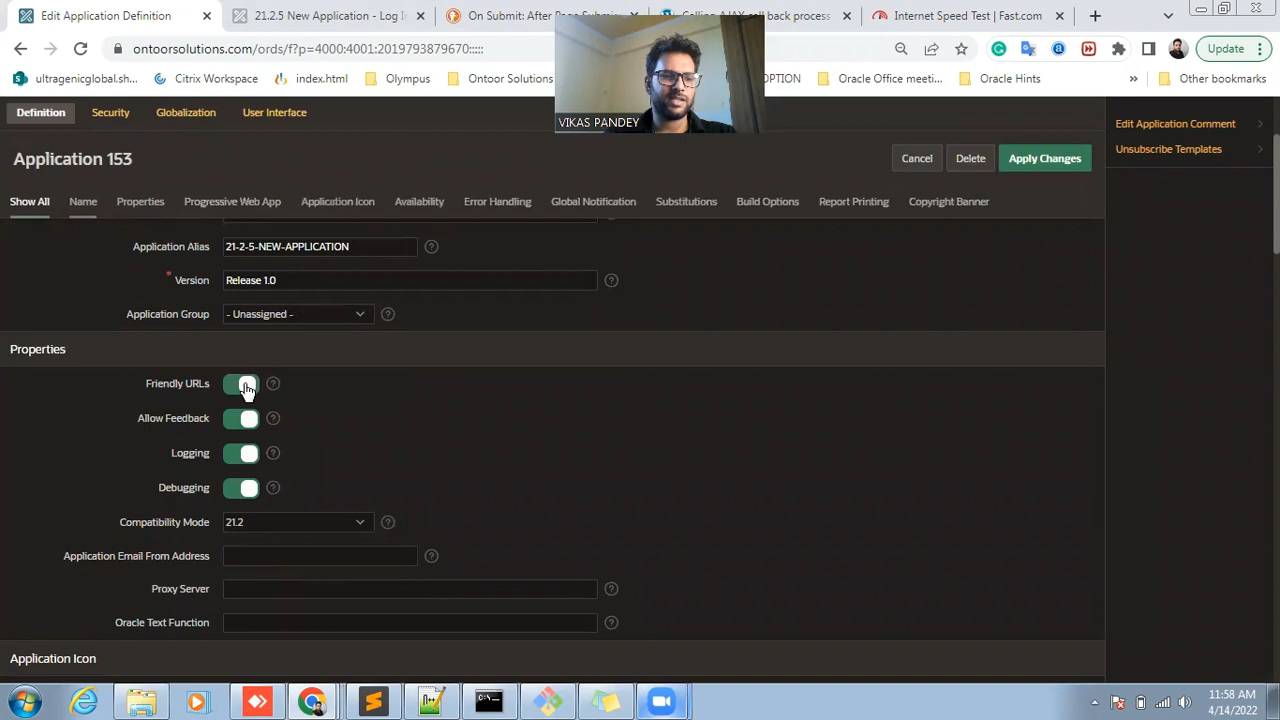 Edit Application Definition
21.2.5 New Application - Log I
On Submit: After Page Submi
Calling AJAX call back process
Internet Speed Test | Fast.com
ontoorsolutions.com/ords/f?p=4000:4001:2019793879670:::::
Update
ultragenicglobal.sh...
Citrix Workspace
index.html
Olympus
Ontoor Solutions
OPTION
Oracle Office meeti...
Oracle Hints
»
Other bookmarks
VIKAS PANDEY
Definition
Security
Globalization
User Interface
Edit Application Comment
Unsubscribe Templates
Application 153
Cancel
Delete
Apply Changes
Show All
Name
Properties
Progressive Web App
Application Icon
Availability
Error Handling
Global Notification
Substitutions
Build Options
Report Printing
Copyright Banner
Application Alias
21-2-5-NEW-APPLICATION
* Version
Release 1.0
Application Group
- Unassigned -
Properties
Friendly URLs
Allow Feedback
Logging
Debugging
Compatibility Mode
21.2
Application Email From Address
Proxy Server
Oracle Text Function
Application Icon
11:58 AM
4/14/2022